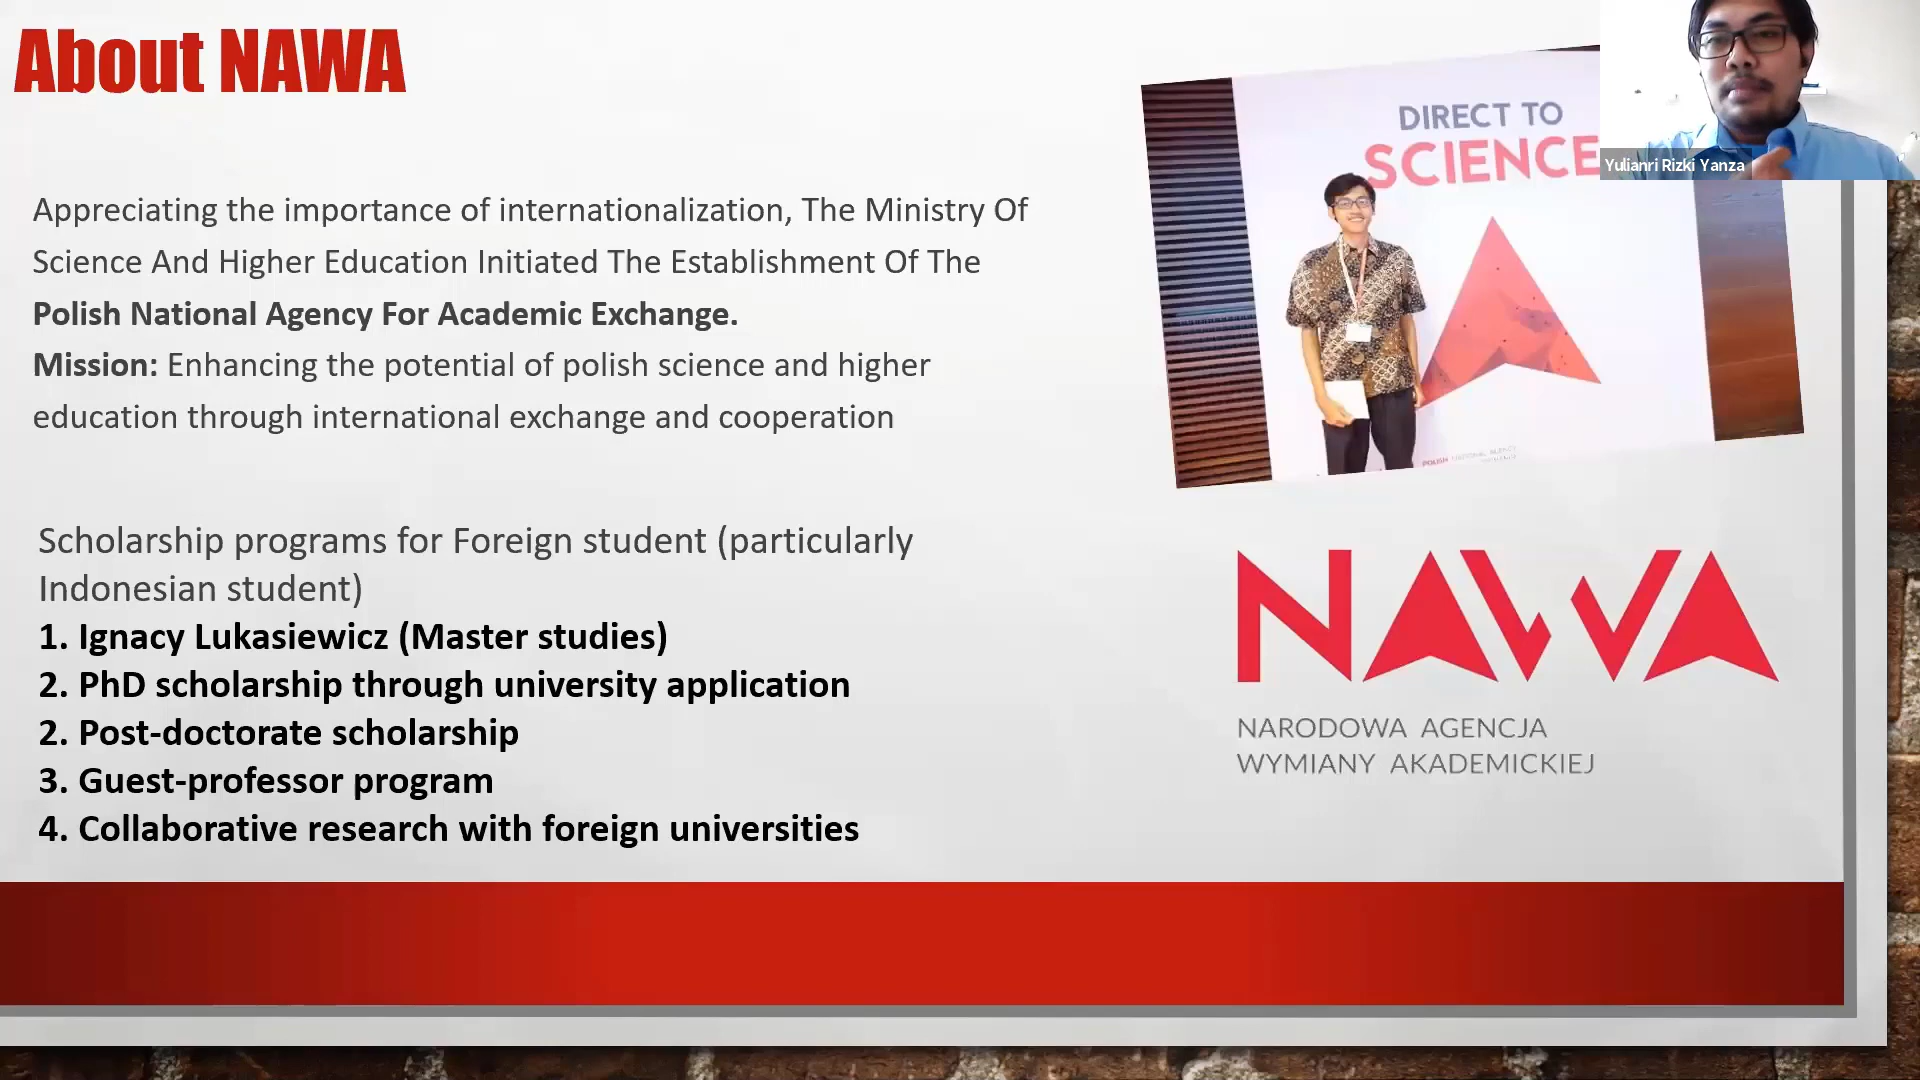 About NAWA
Appreciating the importance of internationalization, The Ministry Of
Science And Higher Education Initiated The Establishment Of The
Polish National Agency For Academic Exchange.
Mission: Enhancing the potential of polish science and higher
education through international exchange and cooperation
Scholarship programs for Foreign student (particularly
Indonesian student)
1. Ignacy Lukasiewicz (Master studies)
2. PhD scholarship through university application
2. Post-doctorate scholarship
3. Guest-professor program
4. Collaborative research with foreign universities
DIRECT TO
SCIENCE
POLISH NATIONAL AGENCY
Yulianri Rizki Yanza
NAWA
NARODOWA AGENCJA
WYMIANY AKADEMICKIEJ